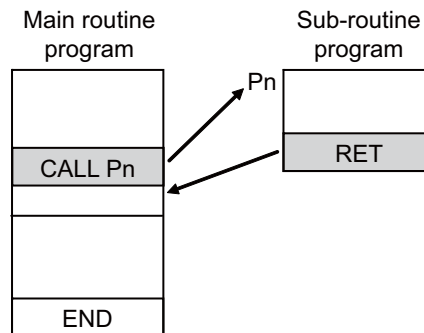 Main routine
program
Sub-routine
program
Pn
CALL Pn
RET
END